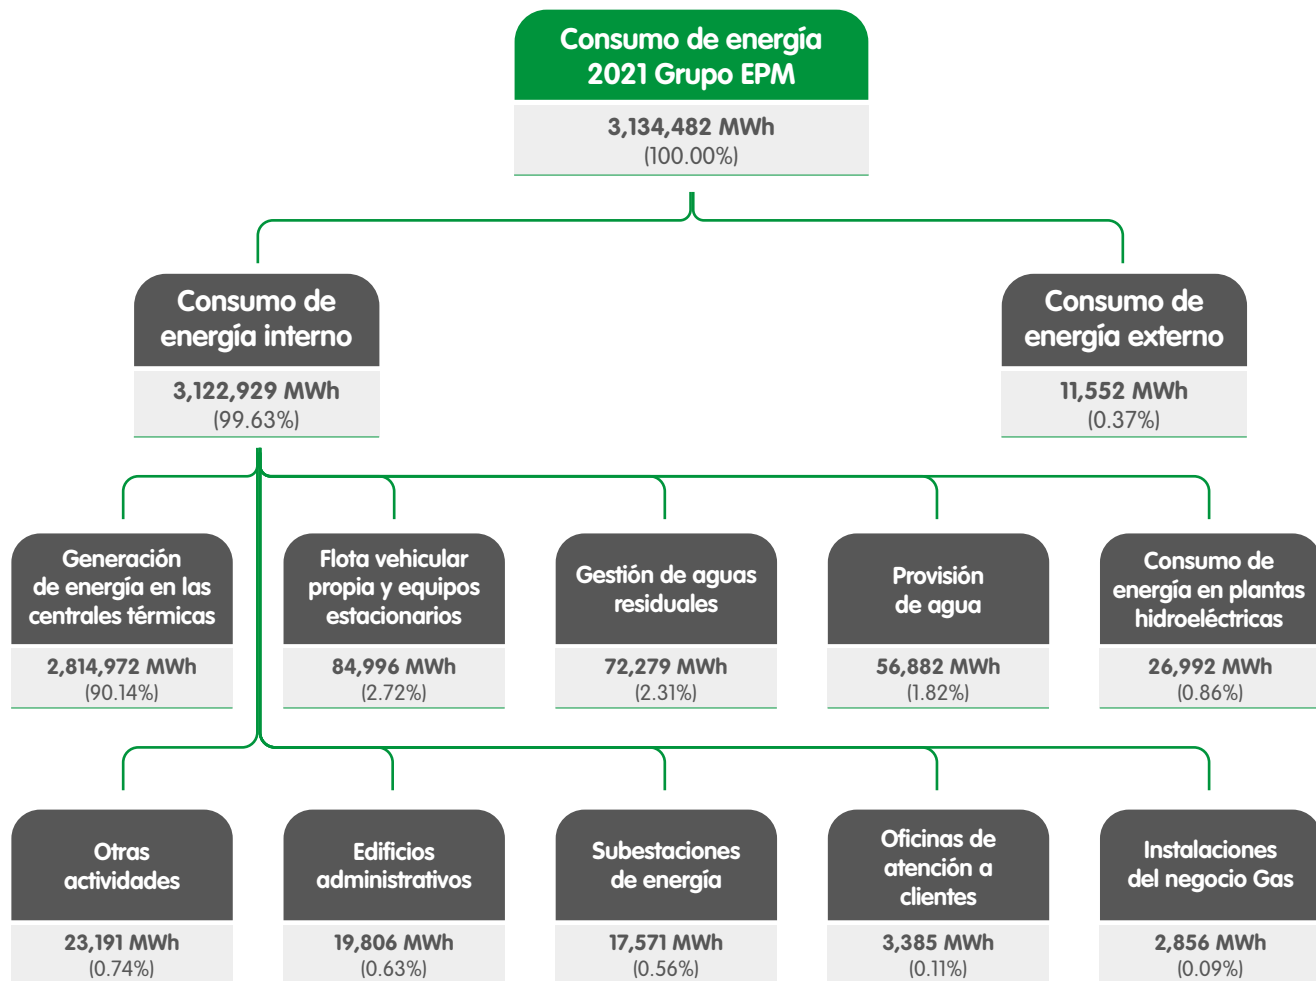 Consumo de energía
2021 Grupo EPM
3,134,482 MWh
(100.00%)
Consumo de
energía interno
3,122,929 MWh
(99.63%)
Consumo de
energía externo
11,552 MWh
(0.37%)
Generación
de energía en las
centrales térmicas
2,814,972 MWh
(90.14%)
Flota vehicular
propia y equipos
estacionarios
84,996 MWh
(2.72%)
Gestión de aguas
residuales
72,279 MWh
(2.31%)
Provisión
de agua
56,882 MWh
(1.82%)
Consumo de
energía en plantas
hidroeléctricas
26,992 MWh
(0.86%)
Otras
actividades
23,191 MWh
(0.74%)
Edificios
administrativos
19,806 MWh
(0.63%)
Subestaciones
de energía
17,571 MWh
(0.56%)
Oficinas de
atención a
clientes
3,385 MWh
(0.11%)
Instalaciones
del negocio Gas
2,856 MWh
(0.09%)